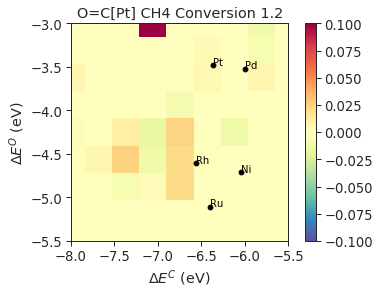 O=C[Pt] CH4 Conversion 1.2
−3.0
−3.5
−4.0
−4.5
−5.0
−5.5
ΔE^O (eV)
Pt
Pd
Rh
Ni
Ru
−8.0 −7.5 −7.0 −6.5 −6.0 −5.5
ΔE^C (eV)
0.100
0.075
0.050
0.025
0.000
−0.025
−0.050
−0.075
−0.100